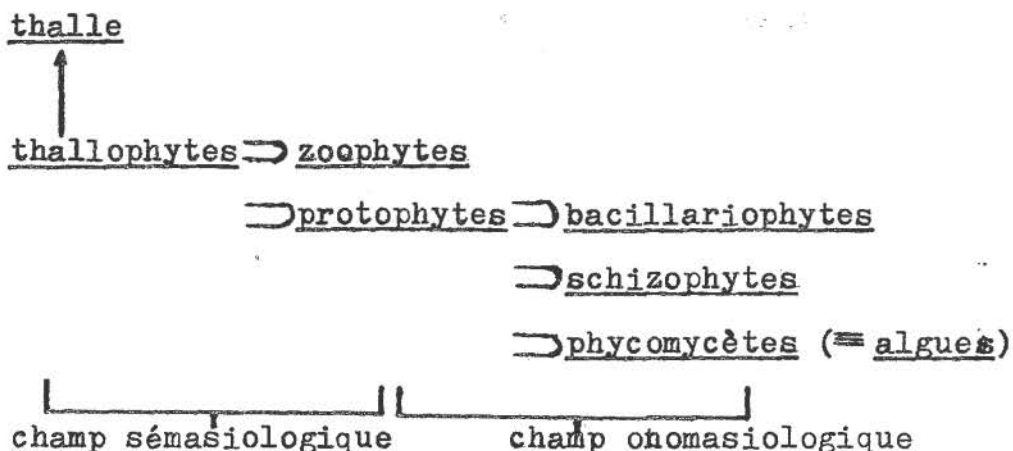 thalle
thallophytes ⊃ zoophytes
⊃ protophytes ⊃ bacillariophytes
⊃ schizophytes
⊃ phycomycètes (≡ algues)
champ sémasiologique champ onomasiologique